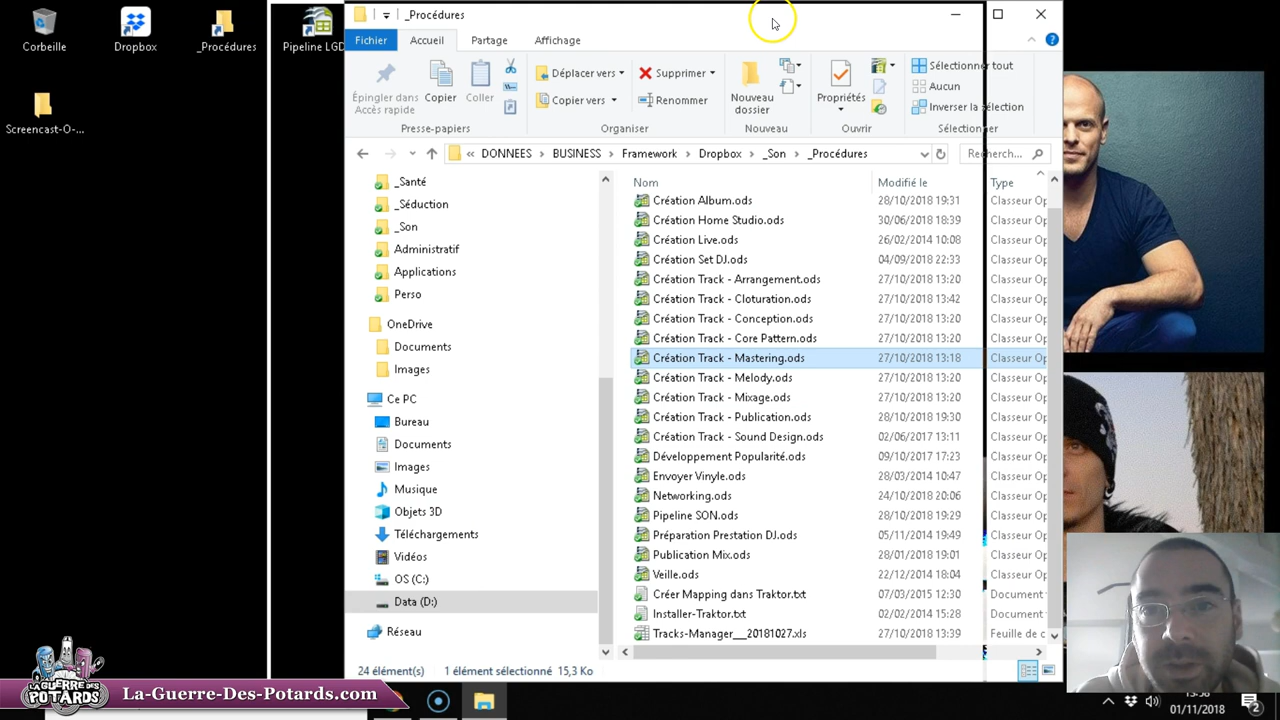 Corbeille
Dropbox
_Procédures
Pipeline LGD
Screencast-O-...
_Procédures
Fichier
Accueil
Partage
Affichage
Épingler dans
Accès rapide
Copier
Coller
Presse-papiers
Déplacer vers
Copier vers
Supprimer
Renommer
Organiser
Nouveau
dossier
Nouveau
Propriétés
Ouvrir
Sélectionner tout
Aucun
Inverser la sélection
Sélectionner
« DONNEES BUSINESS Framework Dropbox _Son _Procédures
Recherch...
_Santé
_Séduction
_Son
Administratif
Applications
Perso
OneDrive
Documents
Images
Ce PC
Bureau
Documents
Images
Musique
Objets 3D
Téléchargements
Vidéos
OS (C:)
Data (D:)
Réseau
Nom Modifié le Type
Création Album.ods 28/10/2018 19:31 Classeur Op
Création Home Studio.ods 30/06/2018 18:39 Classeur Op
Création Live.ods 26/02/2014 10:08 Classeur Op
Création Set DJ.ods 04/09/2018 22:33 Classeur Op
Création Track - Arrangement.ods 27/10/2018 13:20 Classeur Op
Création Track - Cloturation.ods 27/10/2018 13:42 Classeur Op
Création Track - Conception.ods 27/10/2018 13:20 Classeur Op
Création Track - Core Pattern.ods 27/10/2018 13:20 Classeur Op
Création Track - Mastering.ods 27/10/2018 13:18 Classeur Op
Création Track - Melody.ods 27/10/2018 13:20 Classeur Op
Création Track - Mixage.ods 27/10/2018 13:20 Classeur Op
Création Track - Publication.ods 28/10/2018 19:30 Classeur Op
Création Track - Sound Design.ods 02/06/2017 13:11 Classeur Op
Développement Popularité.ods 09/10/2017 17:23 Classeur Op
Envoyer Vinyle.ods 28/03/2014 10:47 Classeur Op
Networking.ods 24/10/2018 20:06 Classeur Op
Pipeline SON.ods 28/10/2018 19:29 Classeur Op
Préparation Prestation DJ.ods 05/11/2014 19:49 Classeur Op
Publication Mix.ods 28/01/2018 19:01 Classeur Op
Veille.ods 22/12/2014 18:04 Classeur Op
Créer Mapping dans Traktor.txt 07/03/2015 12:30 Document
Installer-Traktor.txt 02/02/2014 15:28 Document
Tracks-Manager__20181027.xls 27/10/2018 13:39 Feuille de c
24 élément(s) 1 élément sélectionné 15,3 Ko
LA GUERRE DES
POTARDS
La-Guerre-Des-Potards.com
01/11/2018
2